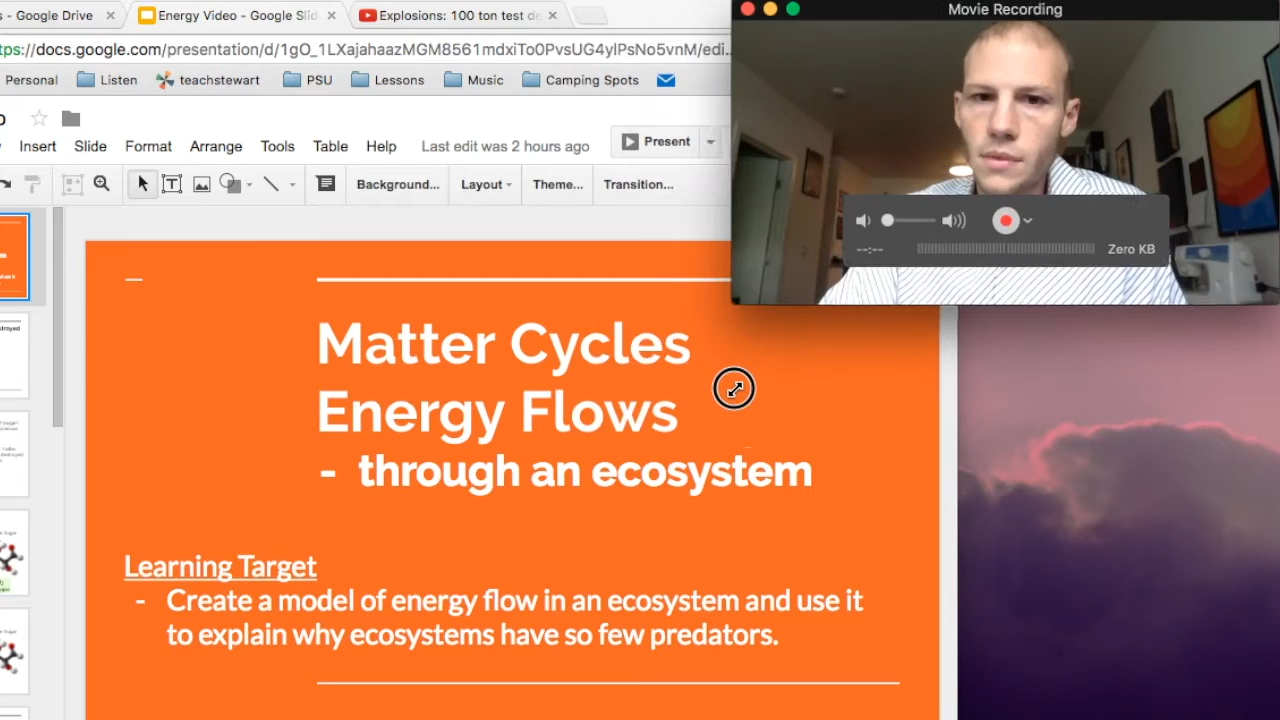 s - Google Drive
Energy Video - Google Slid
Explosions: 100 ton test de
Movie Recording
tps://docs.google.com/presentation/d/1gO_1LXajahaazMGM8561mdxiTo0PvsUG4ylPsNo5vnM/edi...
Personal Listen teachstewart PSU Lessons Music Camping Spots
Insert Slide Format Arrange Tools Table Help Last edit was 2 hours ago Present
Background... Layout Theme... Transition...
--:-- Zero KB
Matter Cycles
Energy Flows
- through an ecosystem
Learning Target
- Create a model of energy flow in an ecosystem and use it
to explain why ecosystems have so few predators.